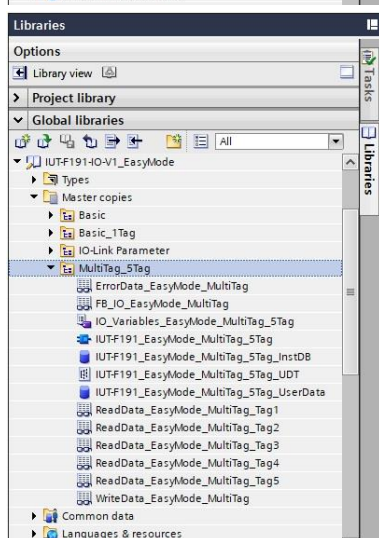 Libraries
Options
Library view
Project library
Global libraries
All
IUT-F191-IO-V1_EasyMode
Types
Master copies
Basic
Basic_1Tag
IO-Link Parameter
MultiTag_5Tag
ErrorData_EasyMode_MultiTag
FB_IO_EasyMode_MultiTag
IO_Variables_EasyMode_MultiTag_5Tag
IUT-F191_EasyMode_MultiTag_5Tag
IUT-F191_EasyMode_MultiTag_5Tag_InstDB
IUT-F191_EasyMode_MultiTag_5Tag_UDT
IUT-F191_EasyMode_MultiTag_5Tag_UserData
ReadData_EasyMode_MultiTag_Tag1
ReadData_EasyMode_MultiTag_Tag2
ReadData_EasyMode_MultiTag_Tag3
ReadData_EasyMode_MultiTag_Tag4
ReadData_EasyMode_MultiTag_Tag5
WriteData_EasyMode_MultiTag
Common data
Languages & resources
Tasks
Libraries